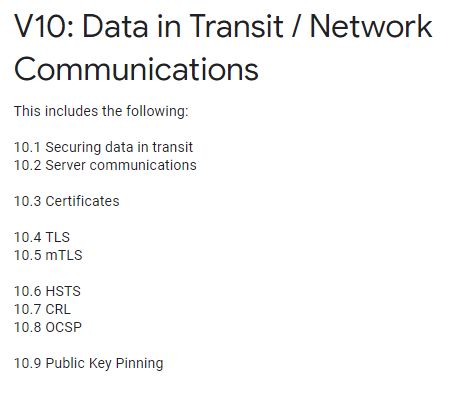 V10: Data in Transit / Network
Communications
This includes the following:
10.1 Securing data in transit
10.2 Server communications
10.3 Certificates
10.4 TLS
10.5 mTLS
10.6 HSTS
10.7 CRL
10.8 OCSP
10.9 Public Key Pinning